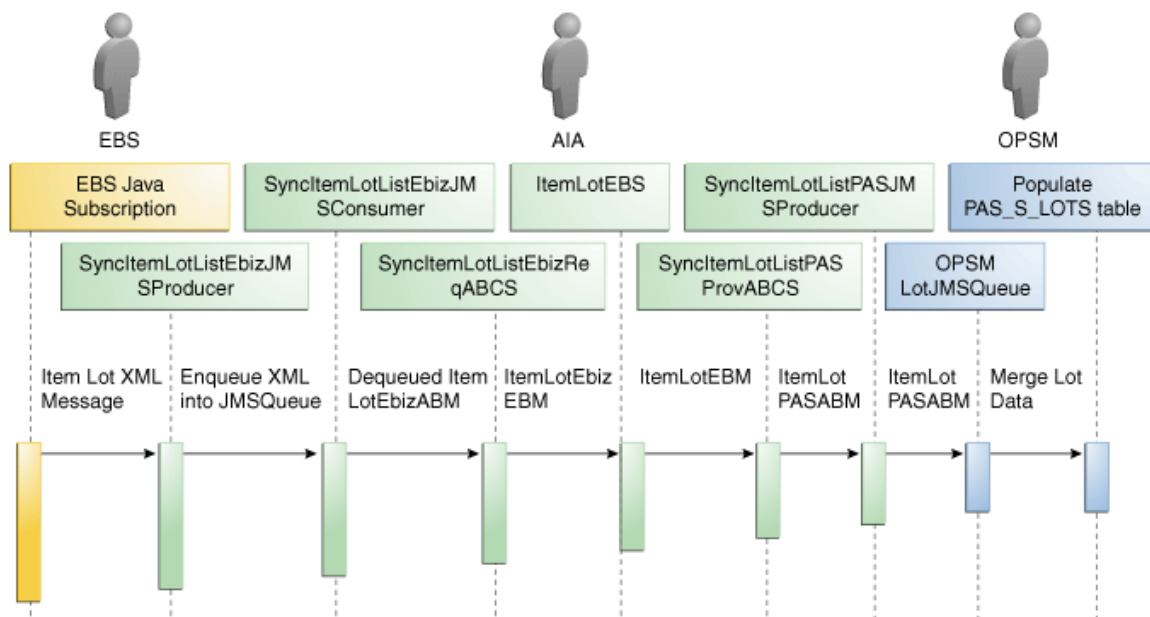 EBS
AIA
OPSM
EBS Java
Subscription
SyncItemLotListEbizJM
SConsumer
ItemLotEBS
SyncItemLotListPASJM
SProducer
Populate
PAS_S_LOTS table
SyncItemLotListEbizJM
SProducer
SyncItemLotListEbizRe
qABCS
SyncItemLotListPAS
ProvABCS
OPSM
LotJMSQueue
Item Lot XML
Message
Enqueue XML
into JMSQueue
Dequeued Item
LotEbizABM
ItemLotEbiz
EBM
ItemLotEBM
ItemLot
PASABM
ItemLot
PASABM
Merge Lot
Data